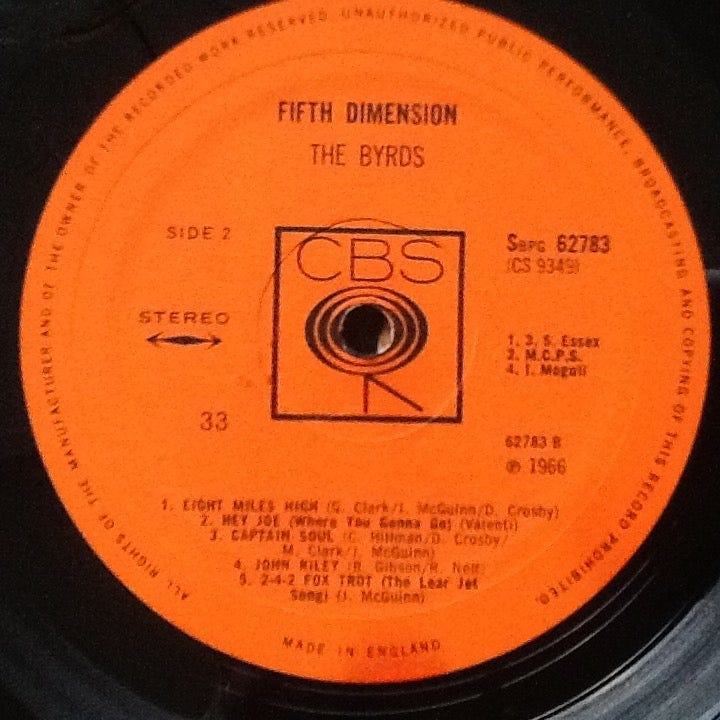 ALL RIGHTS OF THE MANUFACTURER AND OF THE OWNER OF THE RECORDED WORK RESERVED. UNAUTHORIZED PUBLIC PERFORMANCE, BROADCASTING AND COPYING OF THIS RECORD PROHIBITED
FIFTH DIMENSION
THE BYRDS
SIDE 2
CBS
SBPG 62783
(CS 9349)
STEREO
1. 3. 5. Essex
2. M.C.P.S.
4. I. Mogull
33
62783 B
℗ 1966
1. EIGHT MILES HIGH (G. Clark/J. McGuinn/D. Crosby)
2. HEY JOE (Where You Gonna Go) (Valenti)
3. CAPTAIN SOUL (C. Hillman/D. Crosby/
M. Clark/J. McGuinn)
4. JOHN RILEY (R. Gibson/R. Neff)
5. 2-4-2 FOX TROT (The Lear Jet
Song) (J. McGuinn)
MADE IN ENGLAND